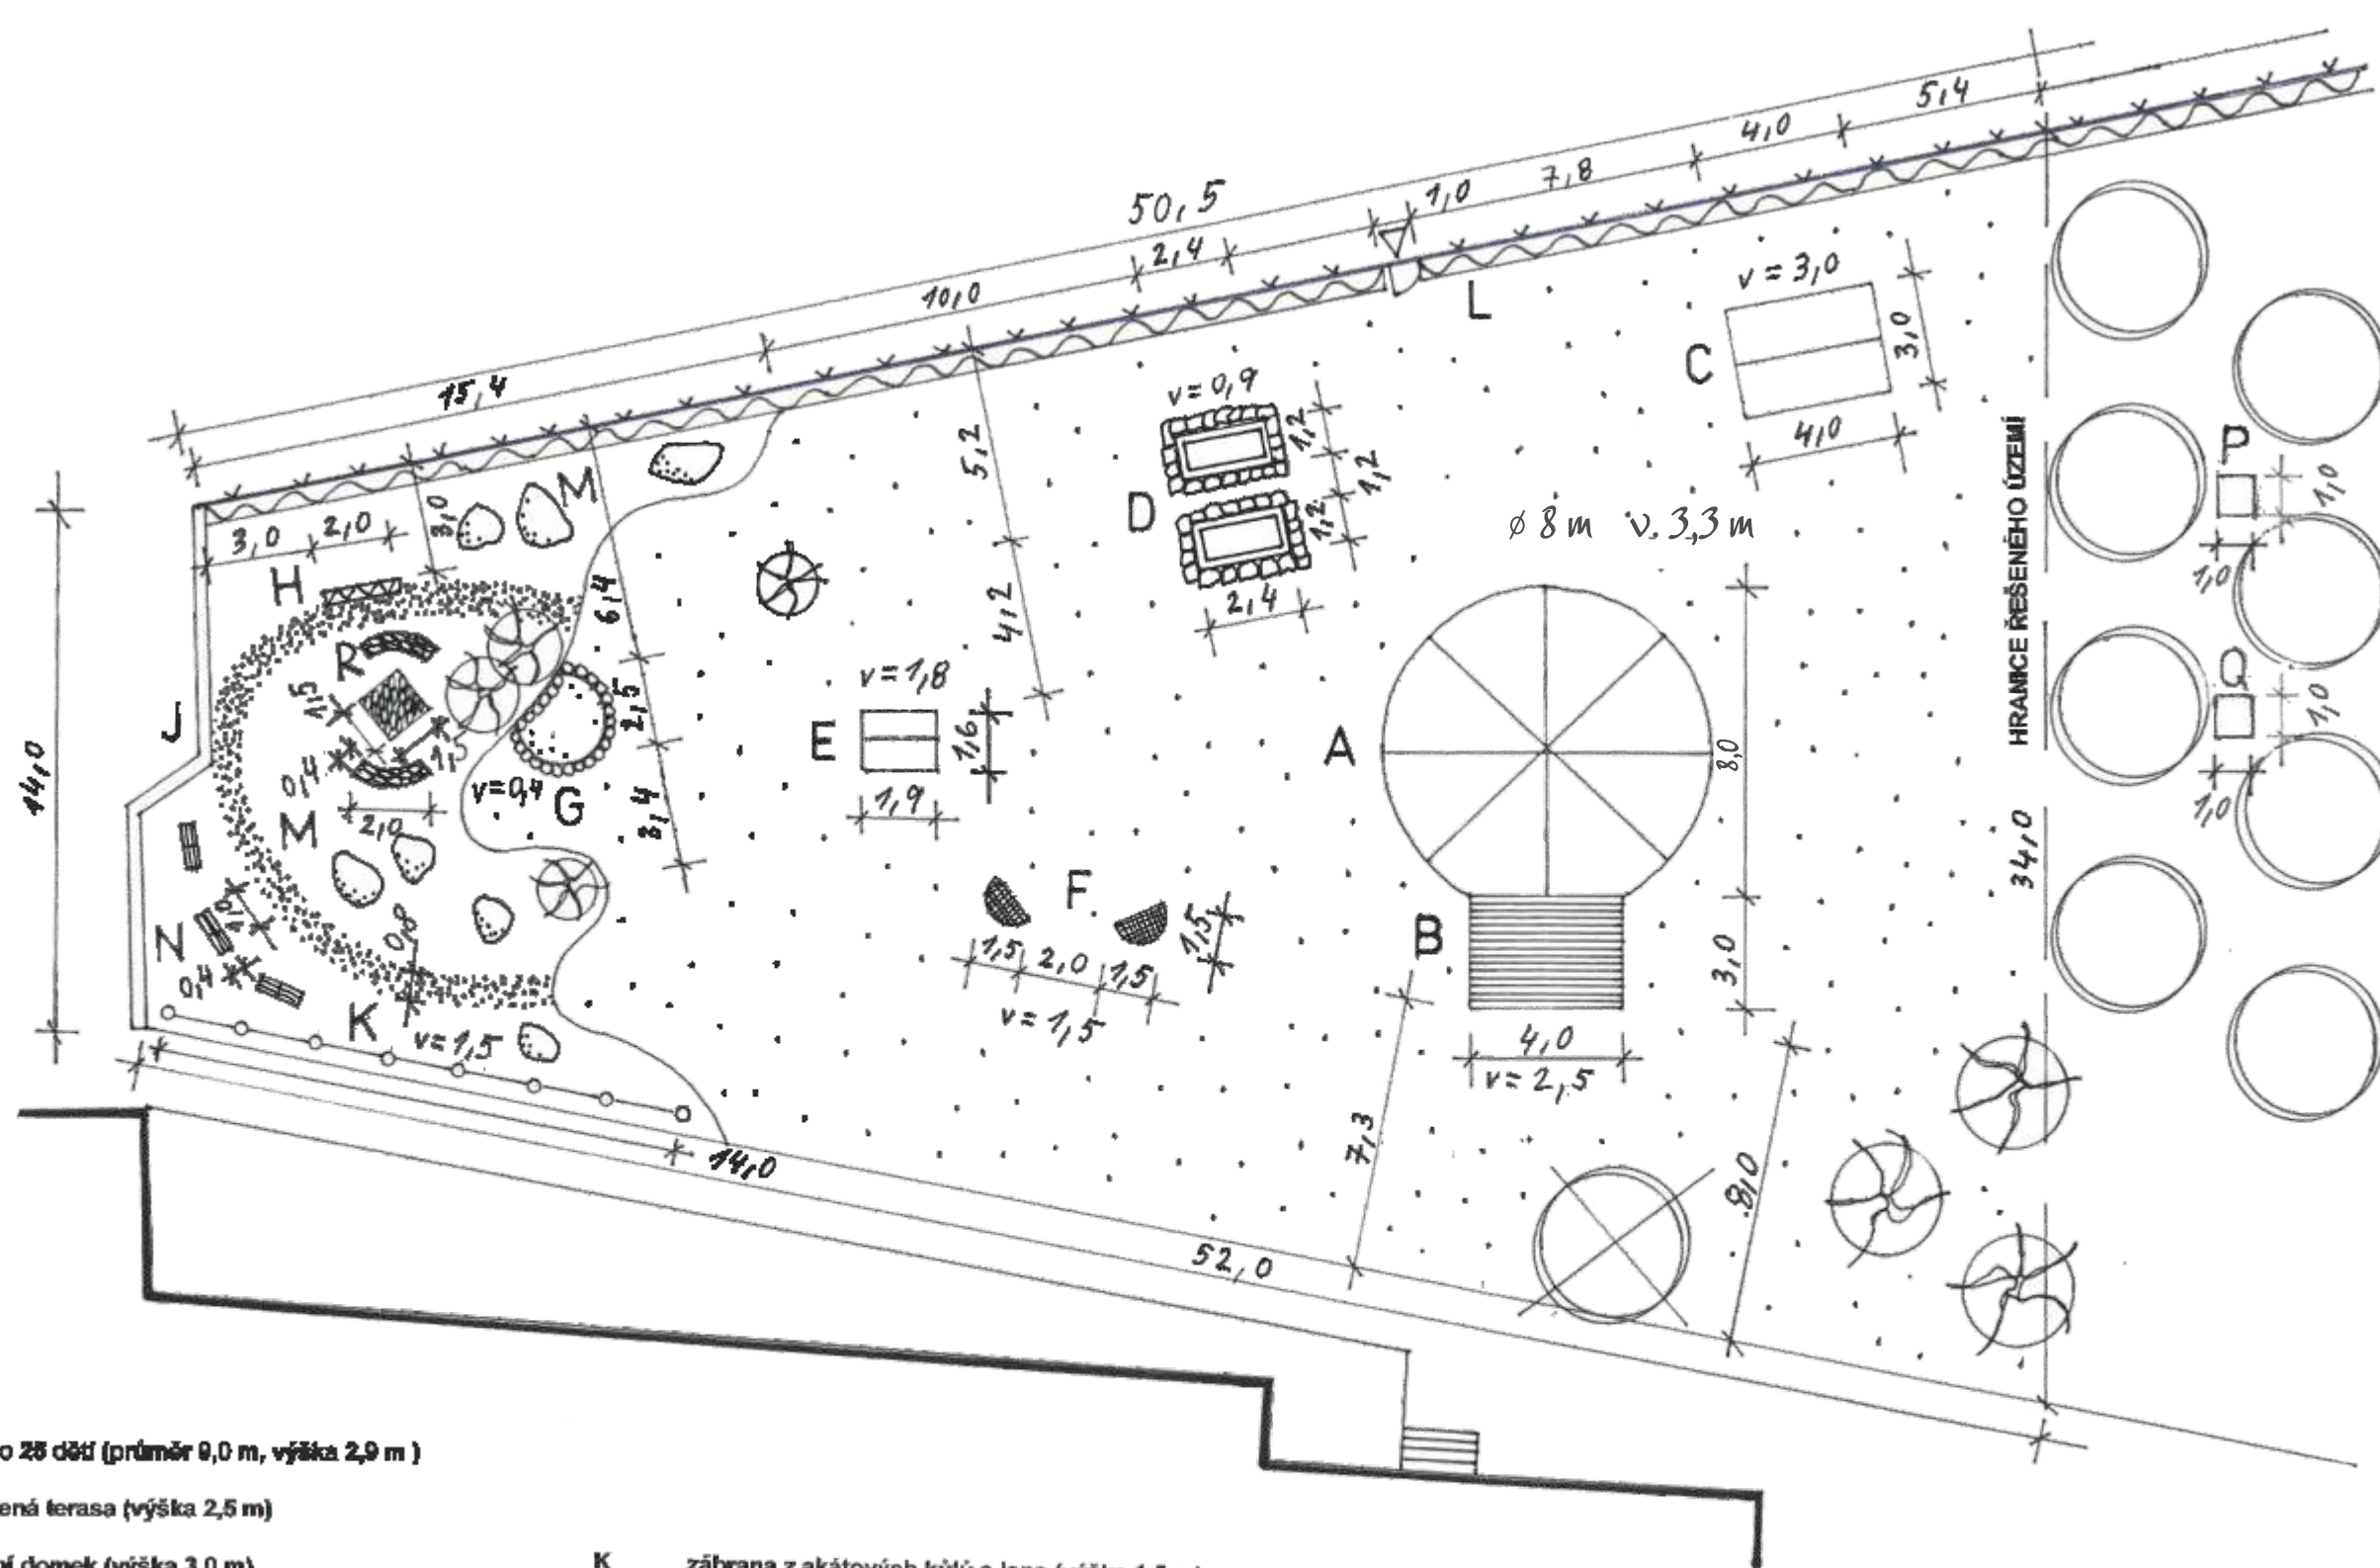 5,4
4,0
7,8
1,0
50,5
2,4
10,0
15,4
L
v = 3,0
C
3,0
4,0
v = 0,9
1,2
1,2
1,2
D
2,4
5,2
4,2
ø 8 m v. 3,3 m
HRANICE ŘEŠENÉHO ÚZEMÍ
34,0
P
1,0
1,0
Q
1,0
1,0
3,0
2,0
3,0
M
H
R
1,5
1,5
0,4
2,0
M
J
14,0
6,4
2,5
3,4
v=0,4
G
v=1,8
E
1,6
1,9
A
8,0
B
3,0
4,0
v=2,5
F
1,5
2,0
1,5
1,5
v=1,5
N
0,4
0,8
K
v=1,5
14,0
7,3
8,0
52,0
o 25 dětí (průměr 9,0 m, výška 2,9 m )
ená terasa (výška 2,5 m)
ní domek (výška 3,0 m)
K zábrana z akátových kůlů a lana